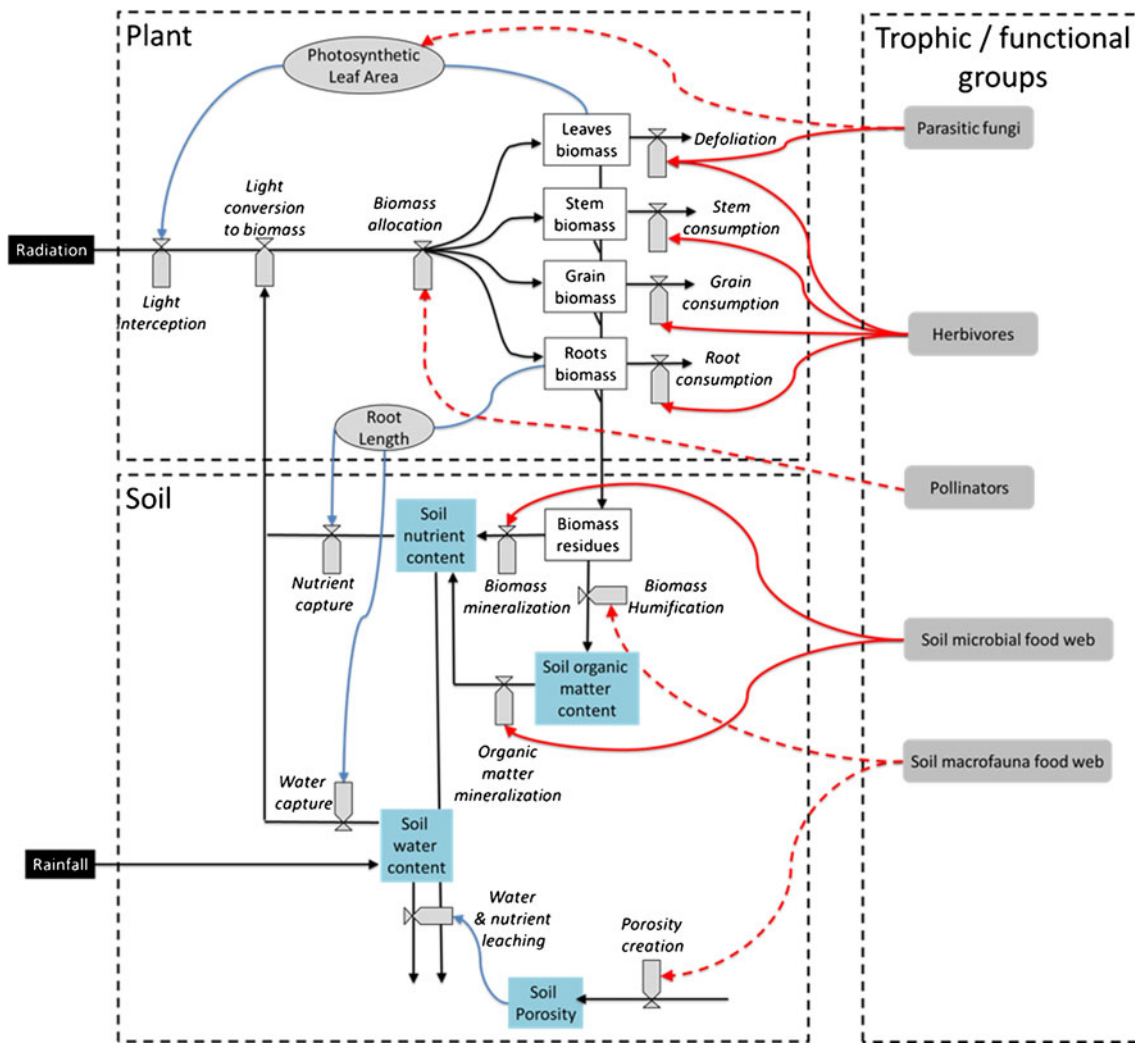 Plant
Trophic / functional
groups
Photosynthetic
Leaf Area
Parasitic fungi
Leaves
biomass
Defoliation
Light
conversion
to biomass
Biomass
allocation
Stem
biomass
Stem
consumption
Radiation
Light
interception
Grain
biomass
Grain
consumption
Herbivores
Roots
biomass
Root
consumption
Root
Length
Pollinators
Soil
Soil
nutrient
content
Biomass
residues
Nutrient
capture
Biomass
mineralization
Biomass
Humification
Soil microbial food web
Soil organic
matter
content
Organic
matter
mineralization
Soil macrofauna food web
Water
capture
Soil
water
content
Rainfall
Water
& nutrient
leaching
Porosity
creation
Soil
Porosity